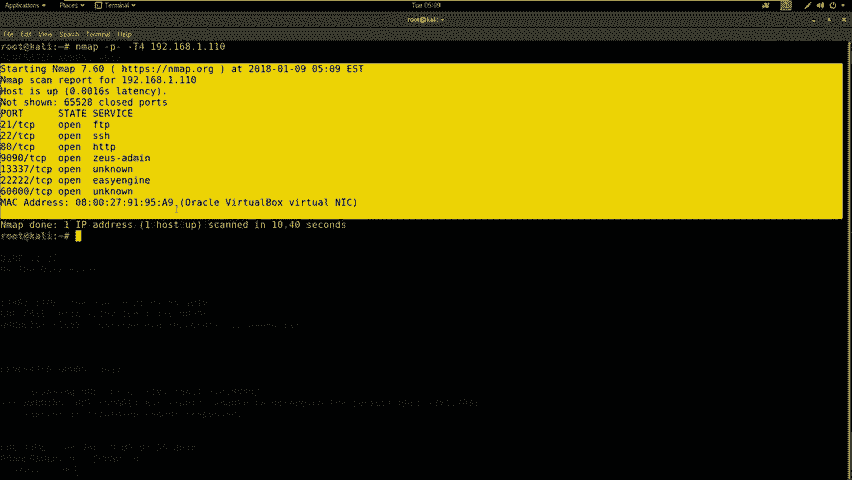 Applications Places Terminal Tue 05:09
root@kali: ~
File Edit View Search Terminal Help
root@kali:~# nmap -p- -T4 192.168.1.110
Starting Nmap 7.60 ( https://nmap.org ) at 2018-01-09 05:09 EST
Nmap scan report for 192.168.1.110
Host is up (0.0016s latency).
Not shown: 65528 closed ports
PORT STATE SERVICE
21/tcp open ftp
22/tcp open ssh
80/tcp open http
9090/tcp open zeus-admin
13337/tcp open unknown
22222/tcp open easyengine
60000/tcp open unknown
MAC Address: 08:00:27:91:95:A9 (Oracle VirtualBox virtual NIC)
Nmap done: 1 IP address (1 host up) scanned in 10.40 seconds
root@kali:~#